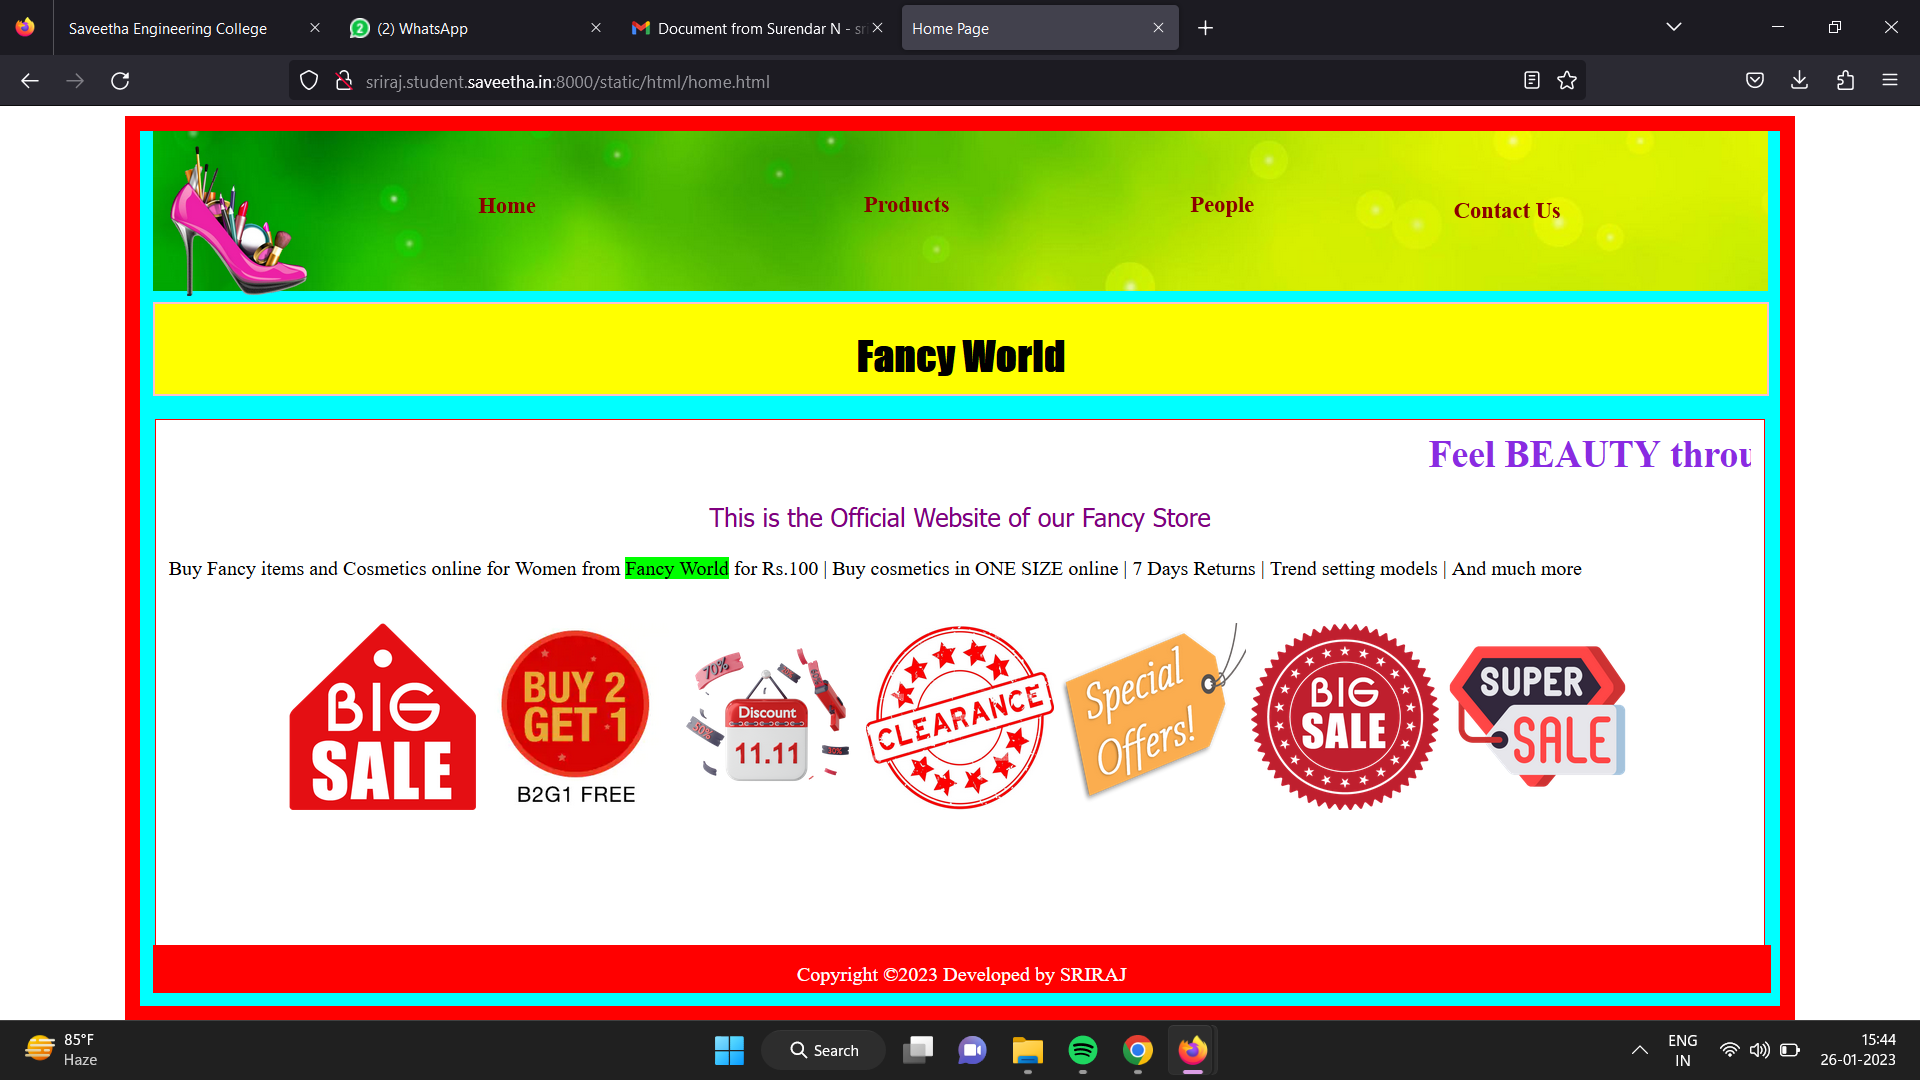 Saveetha Engineering College
(2) WhatsApp
Document from Surendar N - sri
Home Page
sriraj.student.saveetha.in:8000/static/html/home.html
Home
Products
People
Contact Us
Fancy World
Feel BEAUTY throu
This is the Official Website of our Fancy Store
Buy Fancy items and Cosmetics online for Women from Fancy World for Rs.100 | Buy cosmetics in ONE SIZE online | 7 Days Returns | Trend setting models | And much more
BIG
SALE
BUY 2
GET 1
B2G1 FREE
70%
50%
Discount
11.11
CLEARANCE
Special
Offers!
BIG
SALE
SUPER
SALE
Copyright ©2023 Developed by SRIRAJ
85°F
Haze
Search
ENG
IN
15:44
26-01-2023